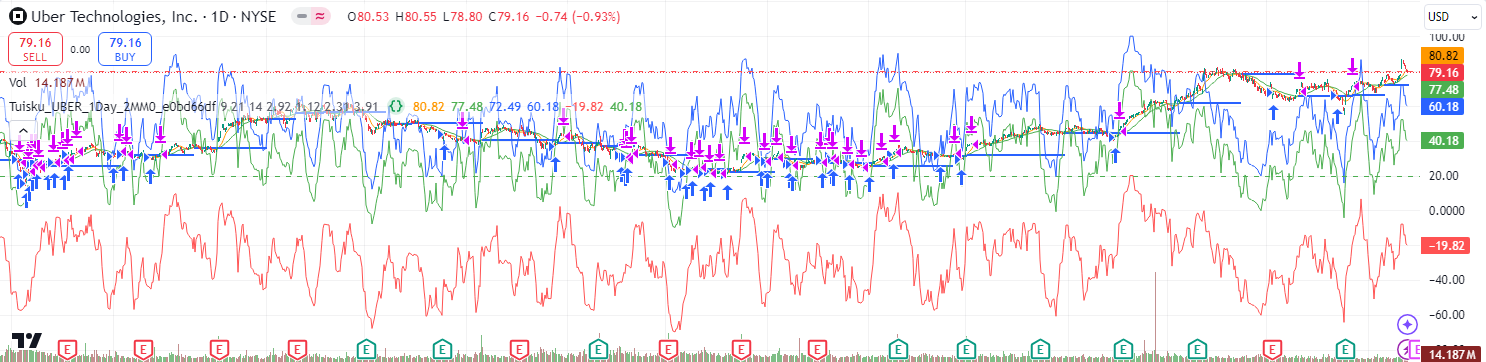 Uber Technologies, Inc. · 1D · NYSE O80.53 H80.55 L78.80 C79.16 −0.74 (−0.93%)
USD
79.16 SELL
0.00
79.16 BUY
Vol 14.187M
Tuisku_UBER_1Day_2MM0_e0bd66df 9.21 14 2.92 1.12 2.31 3.91 {} 80.82 77.48 72.49 60.18 −19.82 40.18
100.00
80.82
79.16
77.48
60.18
40.18
20.00
0.0000
−19.82
−40.00
−60.00
14.187M
E E E E E E E E E E E E E E E E E E E